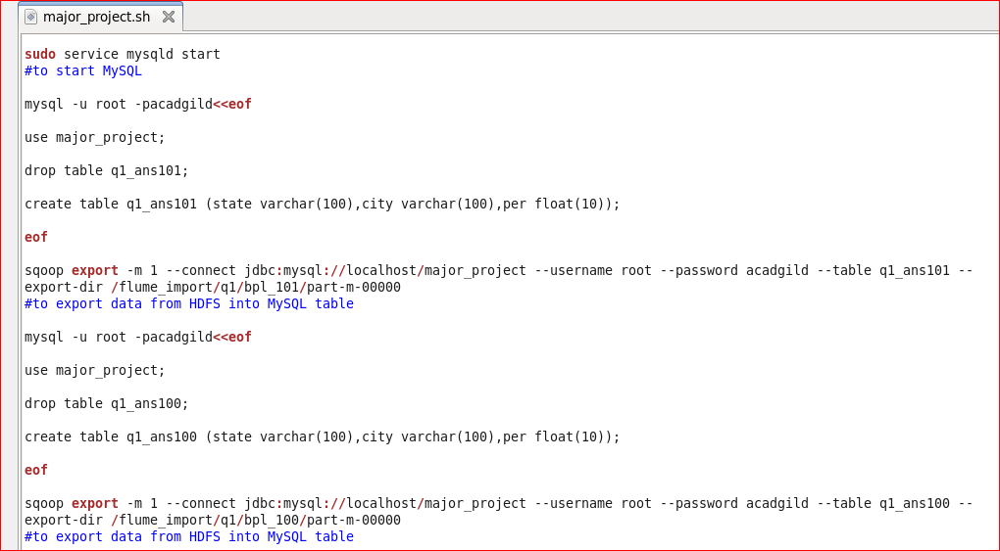 major_project.sh
sudo service mysqld start
#to start MySQL
mysql -u root -pacadgild<<eof
use major_project;
drop table q1_ans101;
create table q1_ans101 (state varchar(100),city varchar(100),per float(10));
eof
sqoop export -m 1 --connect jdbc:mysql://localhost/major_project --username root --password acadgild --table q1_ans101 --
export-dir /flume_import/q1/bpl_101/part-m-00000
#to export data from HDFS into MySQL table
mysql -u root -pacadgild<<eof
use major_project;
drop table q1_ans100;
create table q1_ans100 (state varchar(100),city varchar(100),per float(10));
eof
sqoop export -m 1 --connect jdbc:mysql://localhost/major_project --username root --password acadgild --table q1_ans100 --
export-dir /flume_import/q1/bpl_100/part-m-00000
#to export data from HDFS into MySQL table